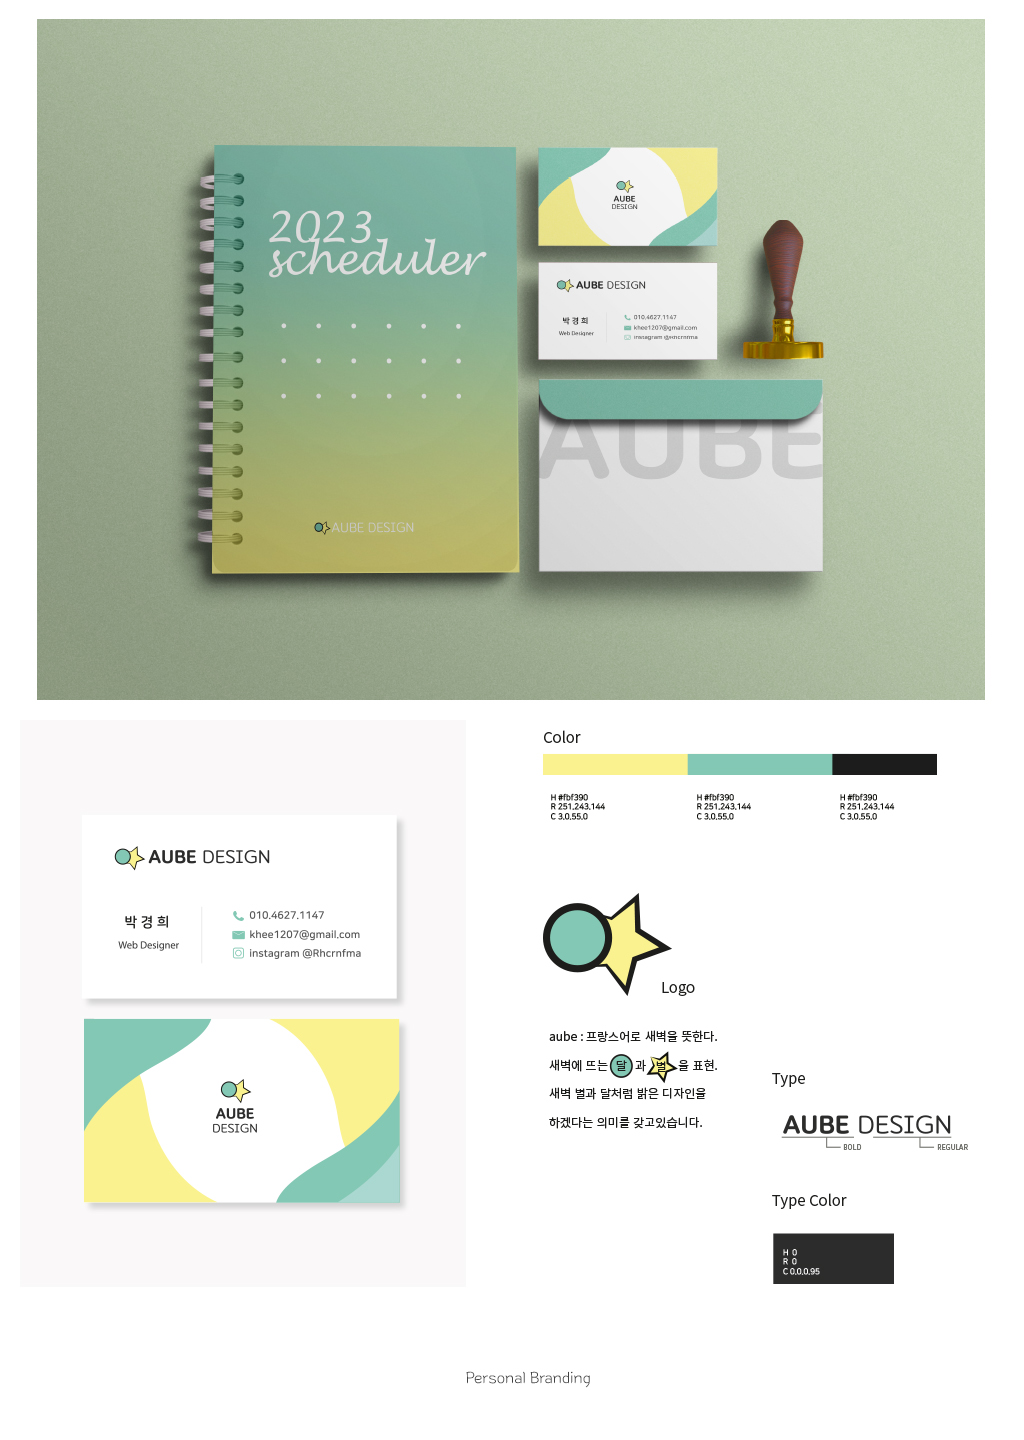 2023
scheduler
AUBE DESIGN
AUBE
DESIGN
AUBE DESIGN
박경희
Web Designer
010.4627.1147
khee1207@gmail.com
instagram @Rhcrnfma
AUBE
Color
H #fbf390
R 251,243,144
C 3,0,55,0
H #fbf390
R 251,243,144
C 3,0,55,0
H #fbf390
R 251,243,144
C 3,0,55,0
AUBE DESIGN
박경희
Web Designer
010.4627.1147
khee1207@gmail.com
instagram @Rhcrnfma
AUBE
DESIGN
Logo
aube : 프랑스어로 새벽을 뜻한다.
새벽에 뜨는 달 과 별 을 표현.
새벽 별과 달처럼 밝은 디자인을
하겠다는 의미를 갖고있습니다.
Type
AUBE DESIGN
BOLD
REGULAR
Type Color
H 0
R 0
C 0.0.0.95
Personal Branding